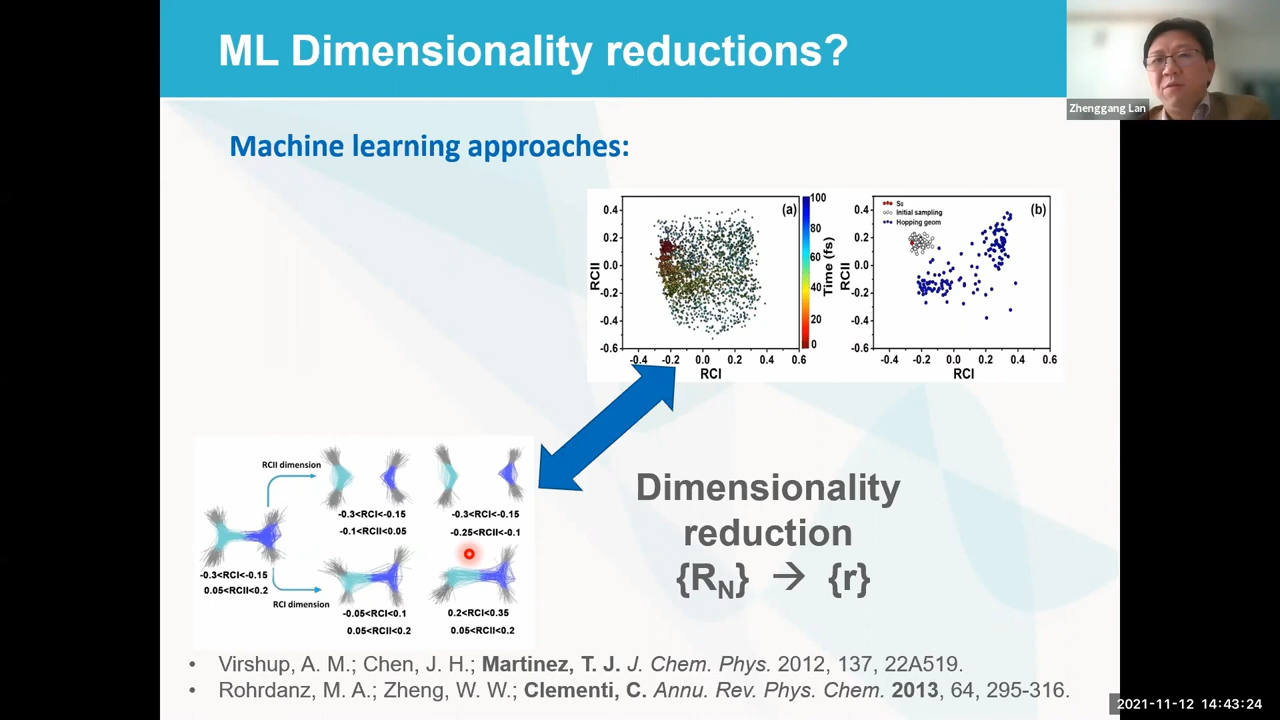 ML Dimensionality reductions?
Zhenggang Lan
Machine learning approaches:
(a)
0.4
0.2
0.0
-0.2
-0.4
-0.6
RCII
-0.4 -0.2 0.0 0.2 0.4 0.6
RCI
100
80
60
40
20
0
Time (fs)
(b)
S₀
Initial sampling
Hopping geom
0.4
0.2
0.0
-0.2
-0.4
-0.6
RCII
-0.4 -0.2 0.0 0.2 0.4 0.6
RCI
RCII dimension
-0.3<RCI<-0.15
-0.1<RCII<0.05
-0.3<RCI<-0.15
-0.25<RCII<-0.1
-0.3<RCI<-0.15
0.05<RCII<0.2
RCI dimension
-0.05<RCI<0.1
0.05<RCII<0.2
0.2<RCI<0.35
0.05<RCII<0.2
Dimensionality
reduction
{R_N} → {r}
• Virshup, A. M.; Chen, J. H.; Martinez, T. J. J. Chem. Phys. 2012, 137, 22A519.
• Rohrdanz, M. A.; Zheng, W. W.; Clementi, C. Annu. Rev. Phys. Chem. 2013, 64, 295-316.
2021-11-12 14:43:24